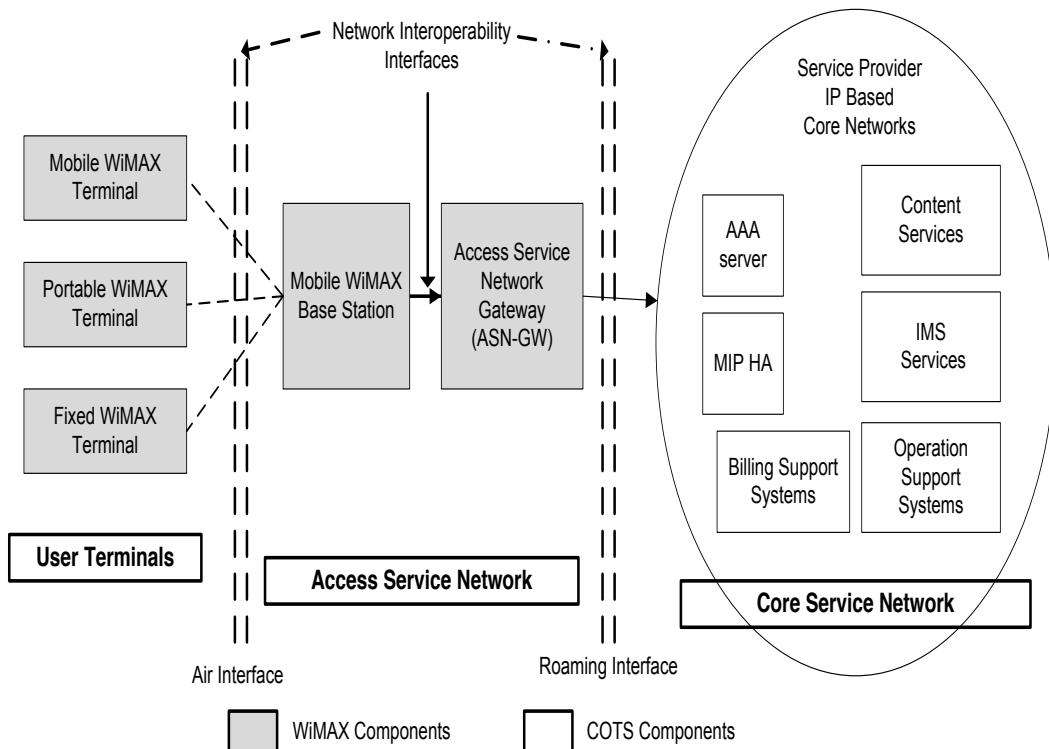 Network Interoperability
Interfaces
Service Provider
IP Based
Core Networks
Mobile WiMAX
Terminal
Portable WiMAX
Terminal
Fixed WiMAX
Terminal
Mobile WiMAX
Base Station
Access Service
Network
Gateway
(ASN-GW)
AAA
server
Content
Services
MIP HA
IMS
Services
Billing Support
Systems
Operation
Support
Systems
User Terminals
Access Service Network
Core Service Network
Air Interface
Roaming Interface
WiMAX Components
COTS Components